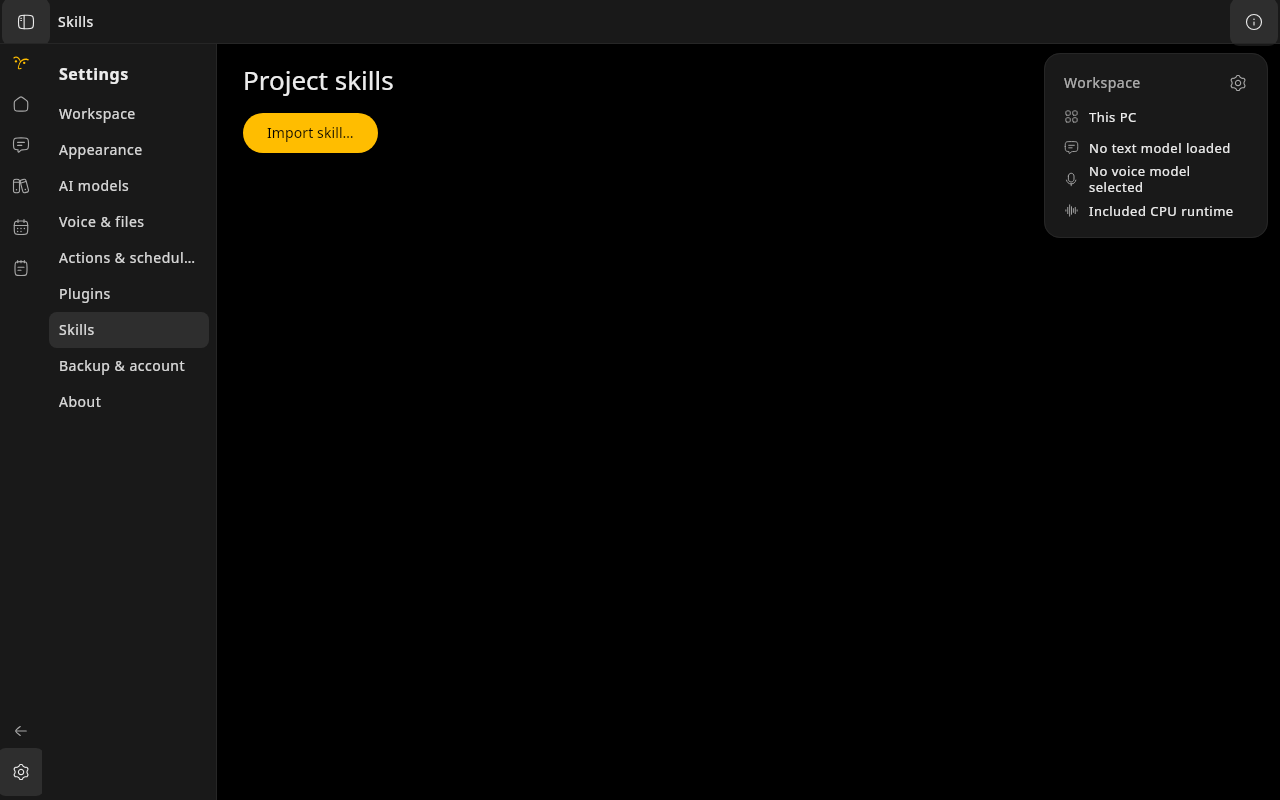 Skills
Settings
Workspace
Appearance
AI models
Voice & files
Actions & schedul...
Plugins
Skills
Backup & account
About
Project skills
Import skill...
Workspace
This PC
No text model loaded
No voice model
selected
Included CPU runtime